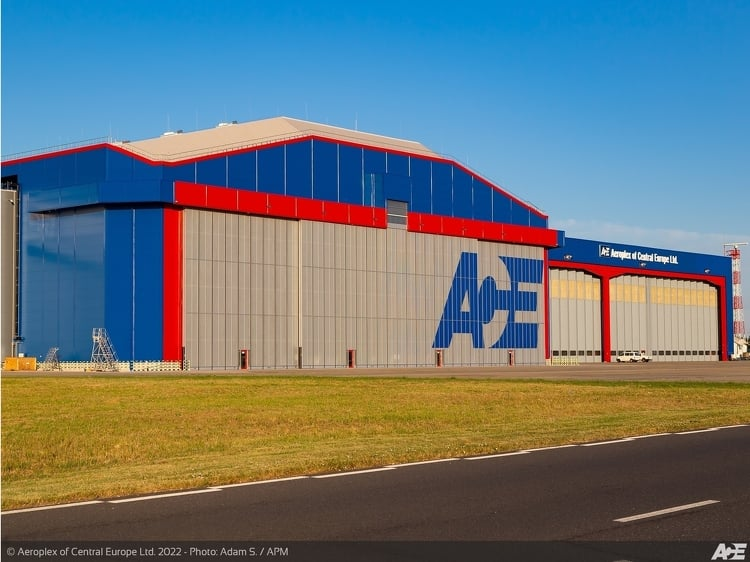 ACE Aeroplex of Central Europe Ltd.
ACE
© Aeroplex of Central Europe Ltd. 2022 - Photo: Adam S. / APM
ACE